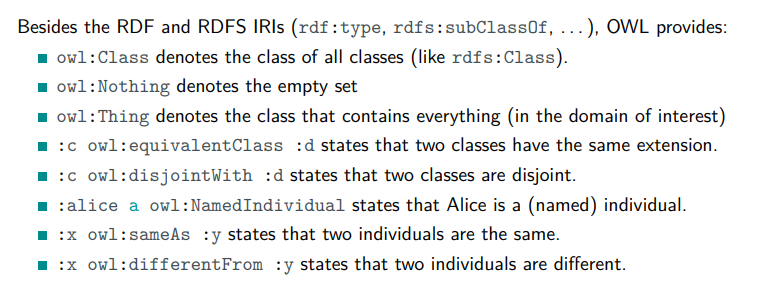 Besides the RDF and RDFS IRIs (rdf:type, rdfs:subClassOf, ...), OWL provides:
owl:Class denotes the class of all classes (like rdfs:Class).
owl:Nothing denotes the empty set
owl:Thing denotes the class that contains everything (in the domain of interest)
:c owl:equivalentClass :d states that two classes have the same extension.
:c owl:disjointWith :d states that two classes are disjoint.
:alice a owl:NamedIndividual states that Alice is a (named) individual.
:x owl:sameAs :y states that two individuals are the same.
:x owl:differentFrom :y states that two individuals are different.